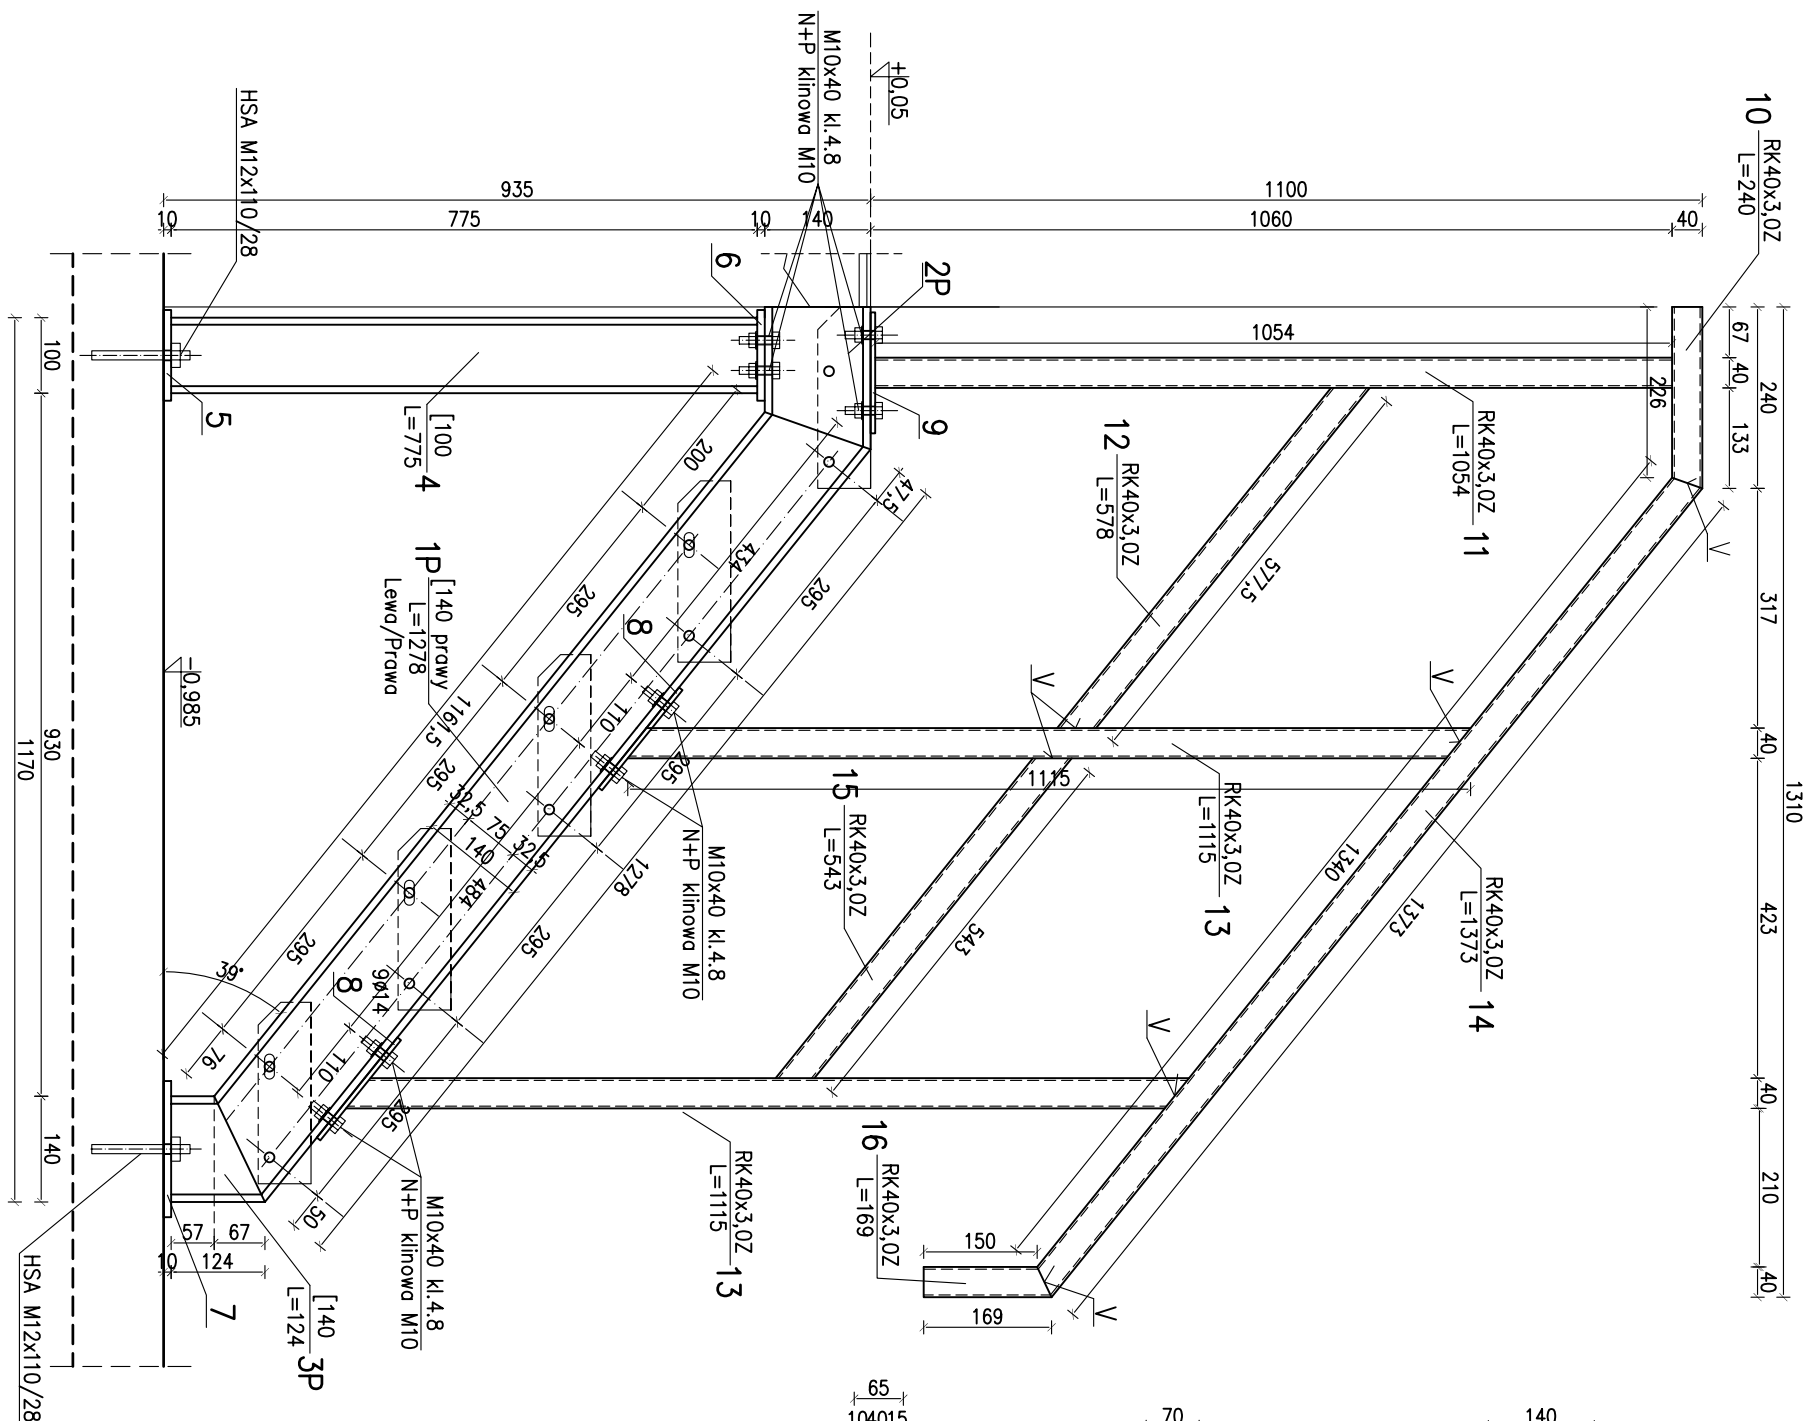 10
RK40x3,0Z
L=240
+0,05
M10x40 kl.4.8
N+P klinowa M10
HSA M12x110/28
935
1100
10
775
10
140
1060
40
6
2P
9
5
1054
67
40
133
240
226
RK40x3,0Z
L=1054
11
12
RK40x3,0Z
L=578
577,5
V
317
1310
100
930
1170
[100
L=775
4
200
47,5
434
295
295
8
1P
[140 prawy
L=1278
Lewa/Prawa
-0,985
1161,5
110
295
295
32,5
75
32,5
140
484
1278
M10x40 kl.4.8
N+P klinowa M10
V
V
40
1115
15
RK40x3,0Z
L=543
RK40x3,0Z
L=1115
13
1340
1373
RK40x3,0Z
L=1373
14
423
543
295
295
39°
8
9ø14
110
76
295
50
V
40
210
40
16
RK40x3,0Z
L=169
RK40x3,0Z
L=1115
13
M10x40 kl.4.8
N+P klinowa M10
150
169
V
140
57
67
10
124
7
[140
L=124
3P
HSA M12x110/28
65
104015
70
140